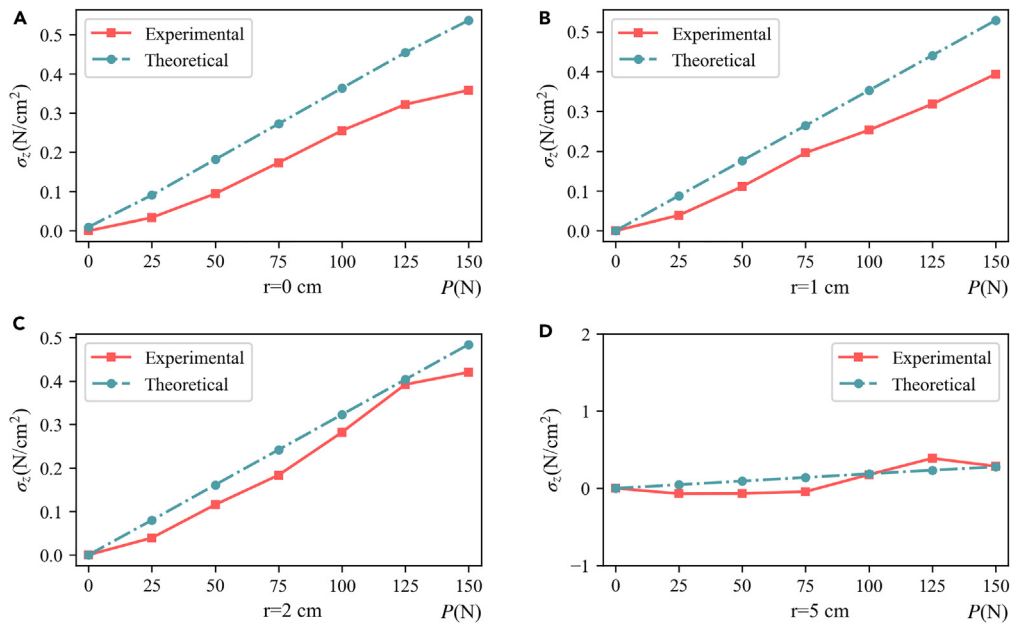 A
Experimental
Theoretical
σz(N/cm²)
0.5
0.4
0.3
0.2
0.1
0.0
0 25 50 75 100 125 150
r=0 cm P(N)
B
Experimental
Theoretical
σz(N/cm²)
0.5
0.4
0.3
0.2
0.1
0.0
0 25 50 75 100 125 150
r=1 cm P(N)
C
Experimental
Theoretical
σz(N/cm²)
0.5
0.4
0.3
0.2
0.1
0.0
0 25 50 75 100 125 150
r=2 cm P(N)
D
Experimental
Theoretical
σz(N/cm²)
2
1
0
−1
0 25 50 75 100 125 150
r=5 cm P(N)